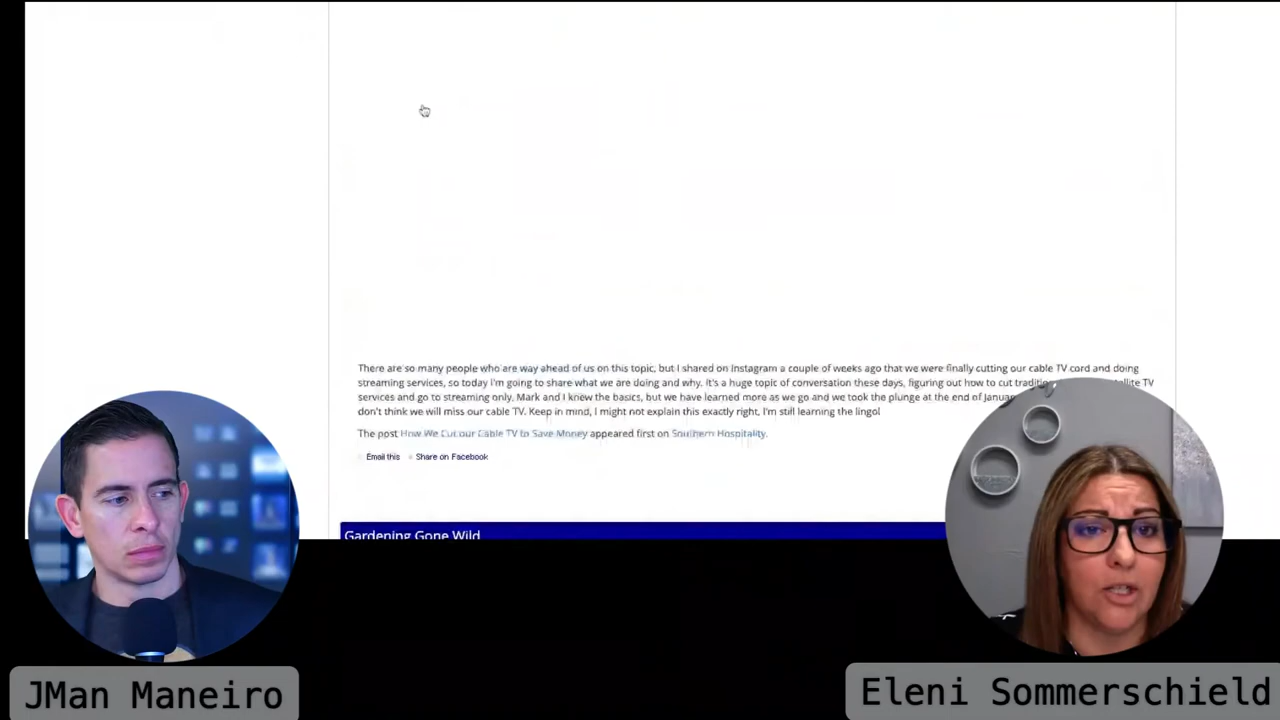 There are so many people who are way ahead of us on this topic, but I shared on Instagram a couple of weeks ago that we were finally cutting our cable TV cord and doing
streaming services, so today I'm going to share what we are doing and why. It's a huge topic of conversation these days, figuring out how to cut TV
services and go to streaming only. Mark and I knew the basics, but we have learned more as we go and we took the plunge at the end of
don't think we will miss our cable TV. Keep in mind, I might not explain this exactly right, I'm still learning the lingo!
The post How We Cut our Cable TV to Save Money appeared first on Southern Hospitality.
Email this Share on Facebook
Gardening Gone Wild
JMan Maneiro
Eleni Sommerschield